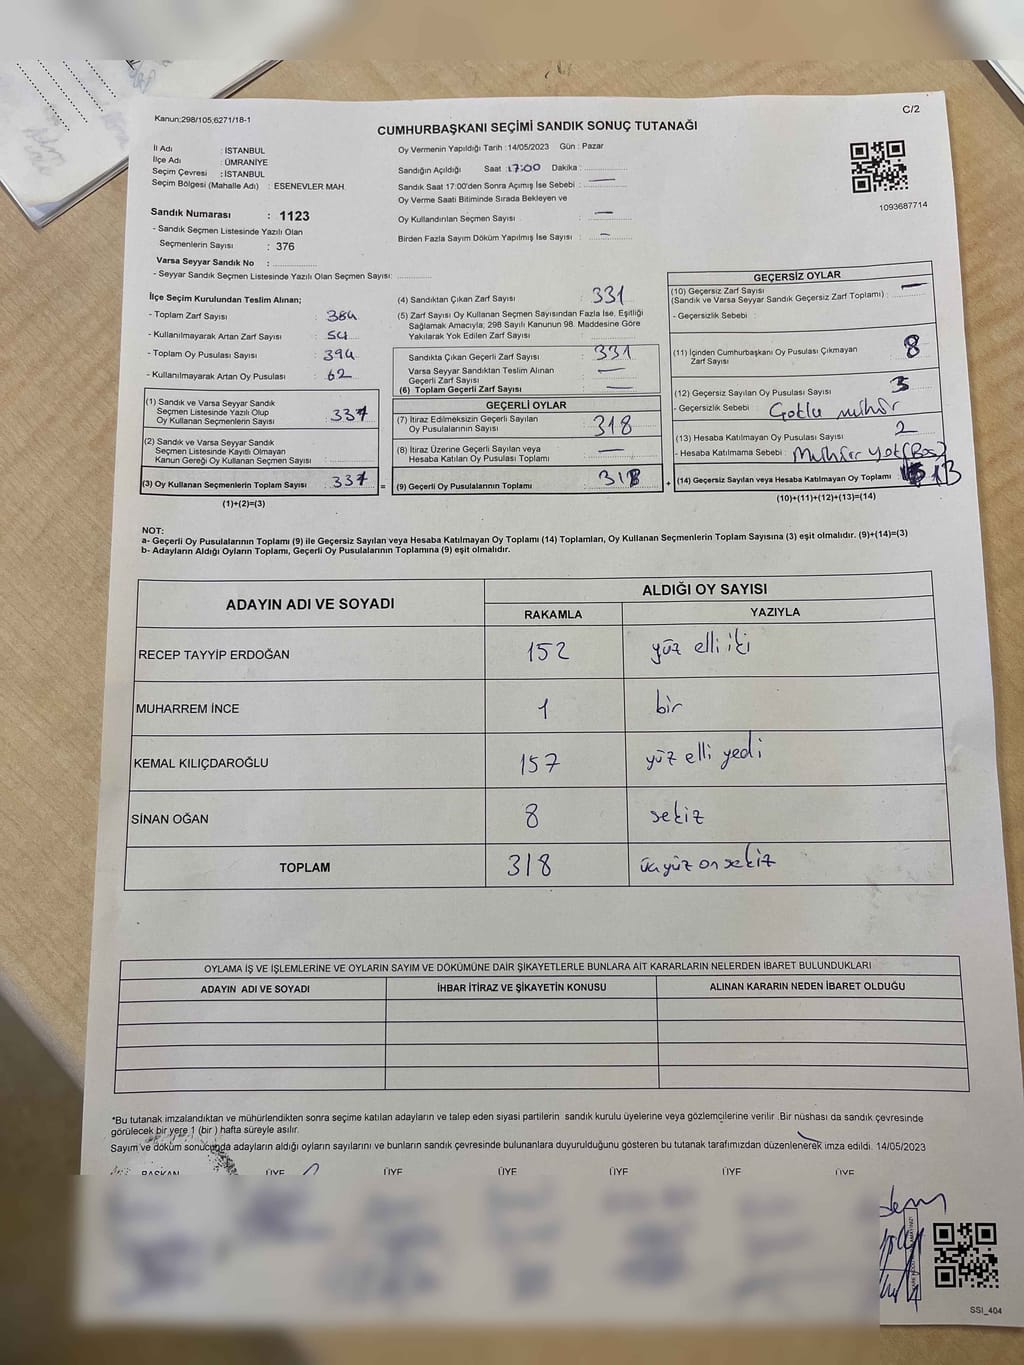 C/2
Kanun;298/105;6271/18-1
CUMHURBAŞKANI SEÇİMİ SANDIK SONUÇ TUTANAĞI
İl Adı : İSTANBUL
İlçe Adı : ÜMRANİYE
Seçim Çevresi : İSTANBUL
Seçim Bölgesi (Mahalle Adı) : ESENEVLER MAH.
Sandık Numarası : 1123
- Sandık Seçmen Listesinde Yazılı Olan
Seçmenlerin Sayısı : 376
Varsa Seyyar Sandık No :
- Seyyar Sandık Seçmen Listesinde Yazılı Olan Seçmen Sayısı:
Oy Vermenin Yapıldığı Tarih :14/05/2023 Gün : Pazar
Sandığın Açıldığı Saat :17:00 Dakika :
Sandık Saat 17:00'den Sonra Açımış İse Sebebi : —
Oy Verme Saati Bitiminde Sırada Bekleyen ve
Oy Kullandırılan Seçmen Sayısı : —
Birden Fazla Sayım Döküm Yapılmış İse Sayısı : —
1093687714
İlçe Seçim Kurulundan Teslim Alınan;
- Toplam Zarf Sayısı : 384
- Kullanılmayarak Artan Zarf Sayısı : 54
- Toplam Oy Pusulası Sayısı : 394
- Kullanılmayarak Artan Oy Pusulası : 62
(1) Sandık ve Varsa Seyyar Sandık
Seçmen Listesinde Yazılı Olup
Oy Kullanan Seçmenlerin Sayısı : 331
(2) Sandık ve Varsa Seyyar Sandık
Seçmen Listesinde Kayıtlı Olmayan
Kanun Gereği Oy Kullanan Seçmen Sayısı :
(3) Oy Kullanan Seçmenlerin Toplam Sayısı : 331 =
(1)+(2)=(3)
(4) Sandıktan Çıkan Zarf Sayısı : 331
(5) Zarf Sayısı Oy Kullanan Seçmen Sayısından Fazla İse, Eşitliği
Sağlamak Amacıyla; 298 Sayılı Kanunun 98. Maddesine Göre
Yakılarak Yok Edilen Zarf Sayısı :
Sandıkta Çıkan Geçerli Zarf Sayısı : 331
Varsa Seyyar Sandıktan Teslim Alınan
Geçerli Zarf Sayısı : —
(6) Toplam Geçerli Zarf Sayısı : —
GEÇERLİ OYLAR
(7) İtiraz Edilmeksizin Geçerli Sayılan
Oy Pusulalarının Sayısı : 318
(8) İtiraz Üzerine Geçerli Sayılan veya
Hesaba Katılan Oy Pusulası Toplamı : —
(9) Geçerli Oy Pusulalarının Toplamı : 318 +
GEÇERSİZ OYLAR
(10) Geçersiz Zarf Sayısı
(Sandık ve Varsa Seyyar Sandık Geçersiz Zarf Toplamı) : —
- Geçersizlik Sebebi :
(11) İçinden Cumhurbaşkanı Oy Pusulası Çıkmayan
Zarf Sayısı : 8
(12) Geçersiz Sayılan Oy Pusulası Sayısı : 3
- Geçersizlik Sebebi : Çoklu mühür
(13) Hesaba Katılmayan Oy Pusulası Sayısı : 2
- Hesaba Katılmama Sebebi : Mühür yok (Boş)
(14) Geçersiz Sayılan veya Hesaba Katılmayan Oy Toplamı : 13
(10)+(11)+(12)+(13)=(14)
NOT:
a- Geçerli Oy Pusulalarının Toplamı (9) ile Geçersiz Sayılan veya Hesaba Katılmayan Oy Toplamı (14) Toplamları, Oy Kullanan Seçmenlerin Toplam Sayısına (3) eşit olmalıdır. (9)+(14)=(3)
b- Adayların Aldığı Oyların Toplamı, Geçerli Oy Pusulalarının Toplamına (9) eşit olmalıdır.
ADAYIN ADI VE SOYADI
ALDIĞI OY SAYISI
RAKAMLA YAZIYLA
RECEP TAYYİP ERDOĞAN 152 yüz elli iki
MUHARREM İNCE 1 bir
KEMAL KILIÇDAROĞLU 157 yüz elli yedi
SİNAN OĞAN 8 sekiz
TOPLAM 318 üçyüz on sekiz
OYLAMA İŞ VE İŞLEMLERİNE VE OYLARIN SAYIM VE DÖKÜMÜNE DAİR ŞİKAYETLERLE BUNLARA AİT KARARLARIN NELERDEN İBARET BULUNDUKLARI
ADAYIN ADI VE SOYADI İHBAR İTİRAZ VE ŞİKAYETİN KONUSU ALINAN KARARIN NEDEN İBARET OLDUĞU
*Bu tutanak imzalandıktan ve mühürlendikten sonra seçime katılan adayların ve talep eden siyasi partilerin sandık kurulu üyelerine veya gözlemcilerine verilir .Bir nüshası da sandık çevresinde
görülecek bir yere 1 (bir ) hafta süreyle asılır.
Sayım ve döküm sonucunda adayların aldığı oyların sayılarını ve bunların sandık çevresinde bulunanlara duyurulduğunu gösteren bu tutanak tarafımızdan düzenlenerek imza edildi. 14/05/2023
BAŞKAN ÜYE ÜYE ÜYE ÜYE ÜYE ÜYE
SSI_404